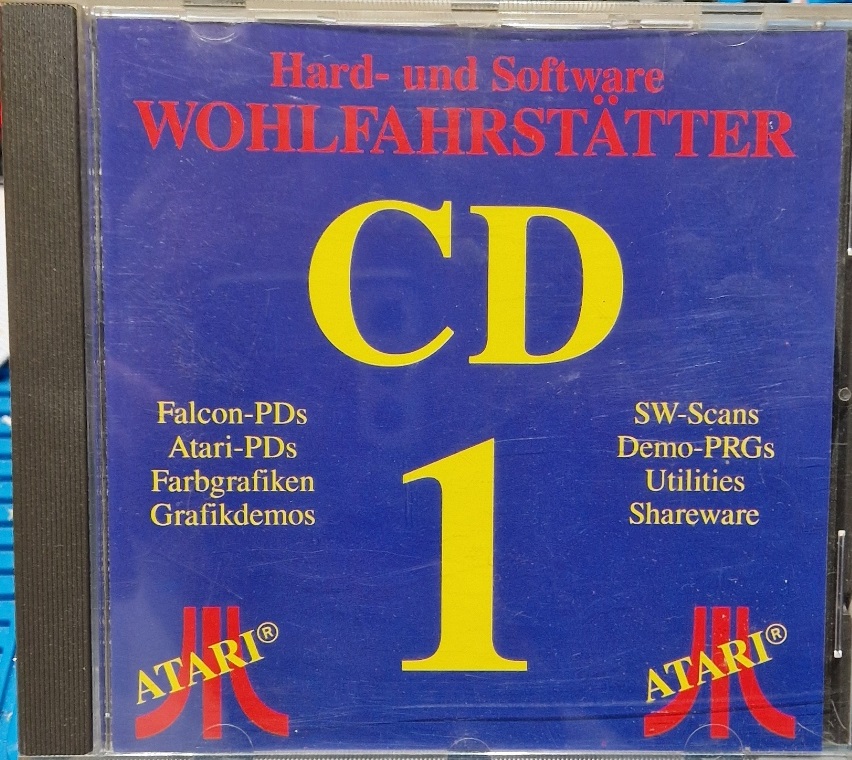 Hard- und Software
WOHLFAHRSTÄTTER
CD
1
Falcon-PDs
Atari-PDs
Farbgrafiken
Grafikdemos
SW-Scans
Demo-PRGs
Utilities
Shareware
ATARI®
ATARI®